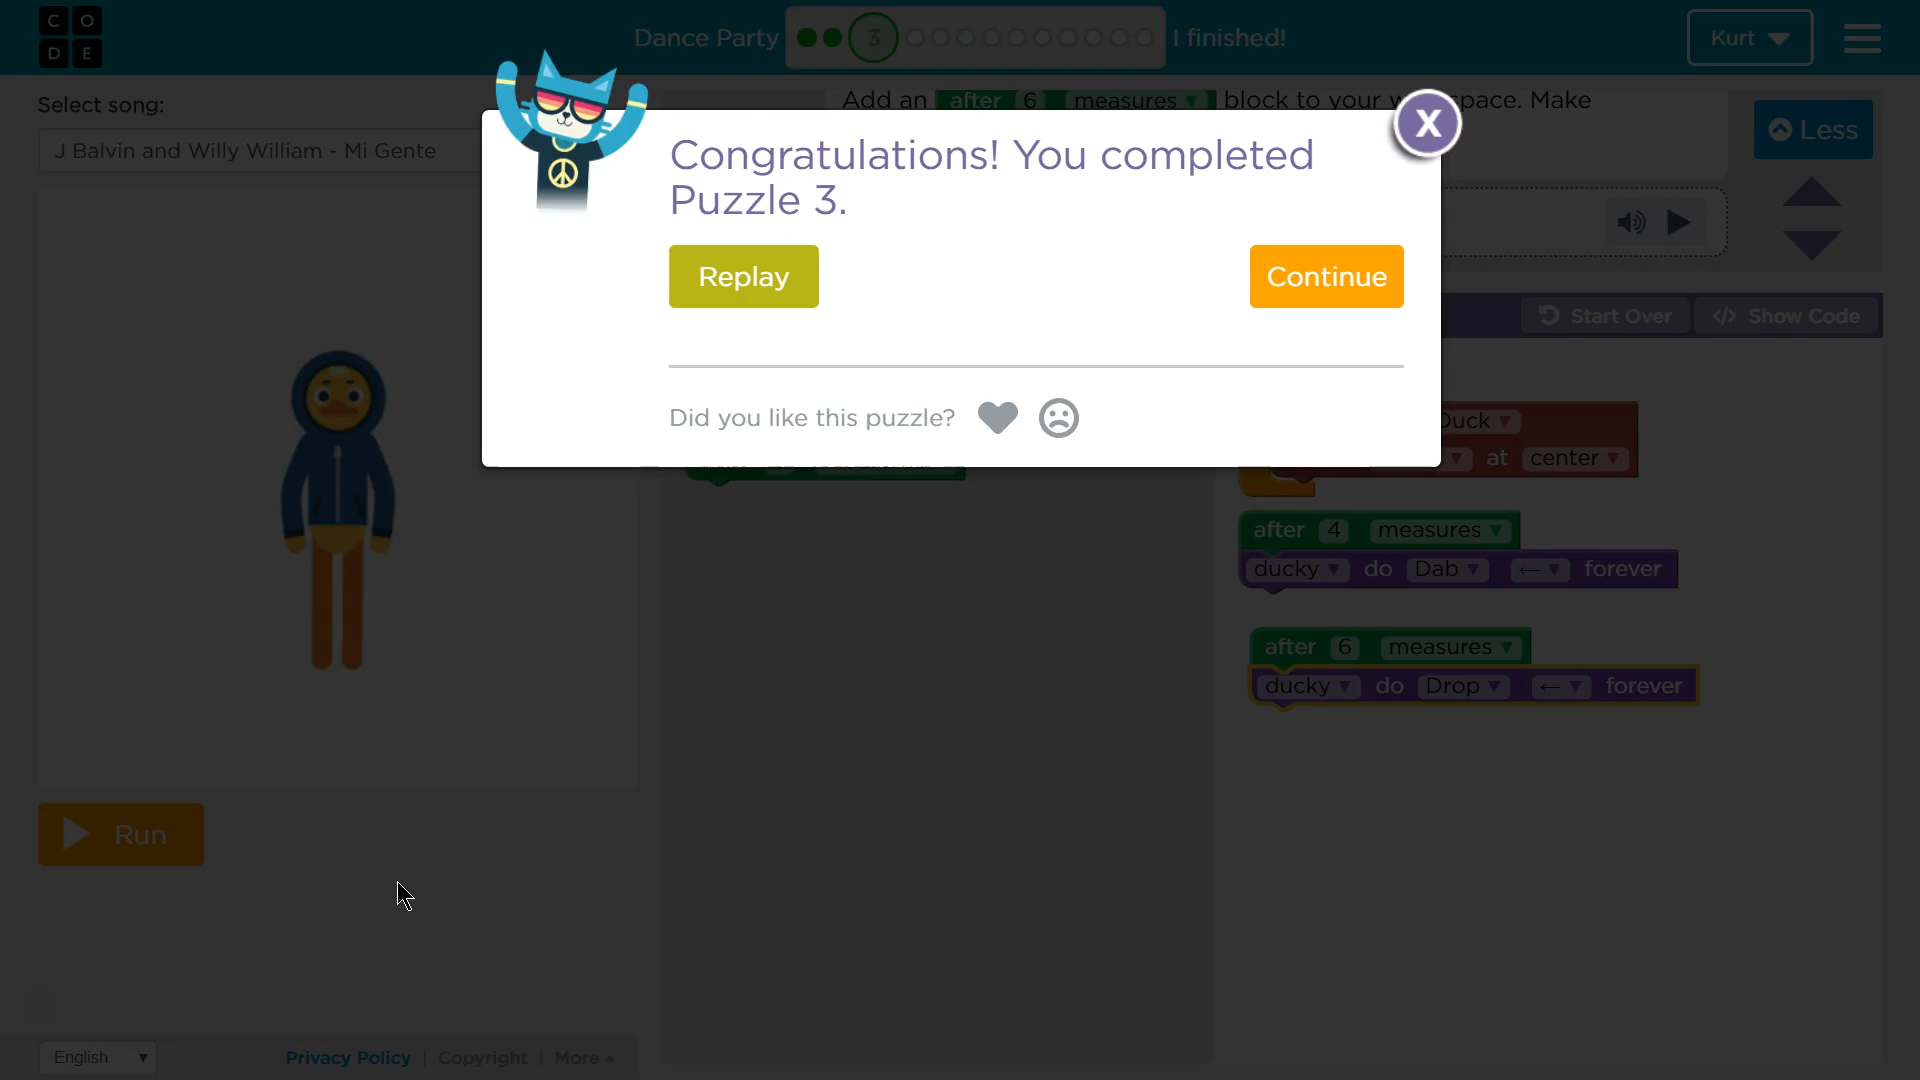 C O
D E
Dance Party
3
I finished!
Kurt
Select song:
J Balvin and Willy William - Mi Gente
Add an after 6 measures block to your
space. Make
Less
X
Congratulations! You completed
Puzzle 3.
Replay
Continue
Start Over
Show Code
Did you like this puzzle?
Duck
at center
after 4 measures
ducky do Dab ← forever
after 6 measures
ducky do Drop ← forever
Run
English
Privacy Policy | Copyright | More